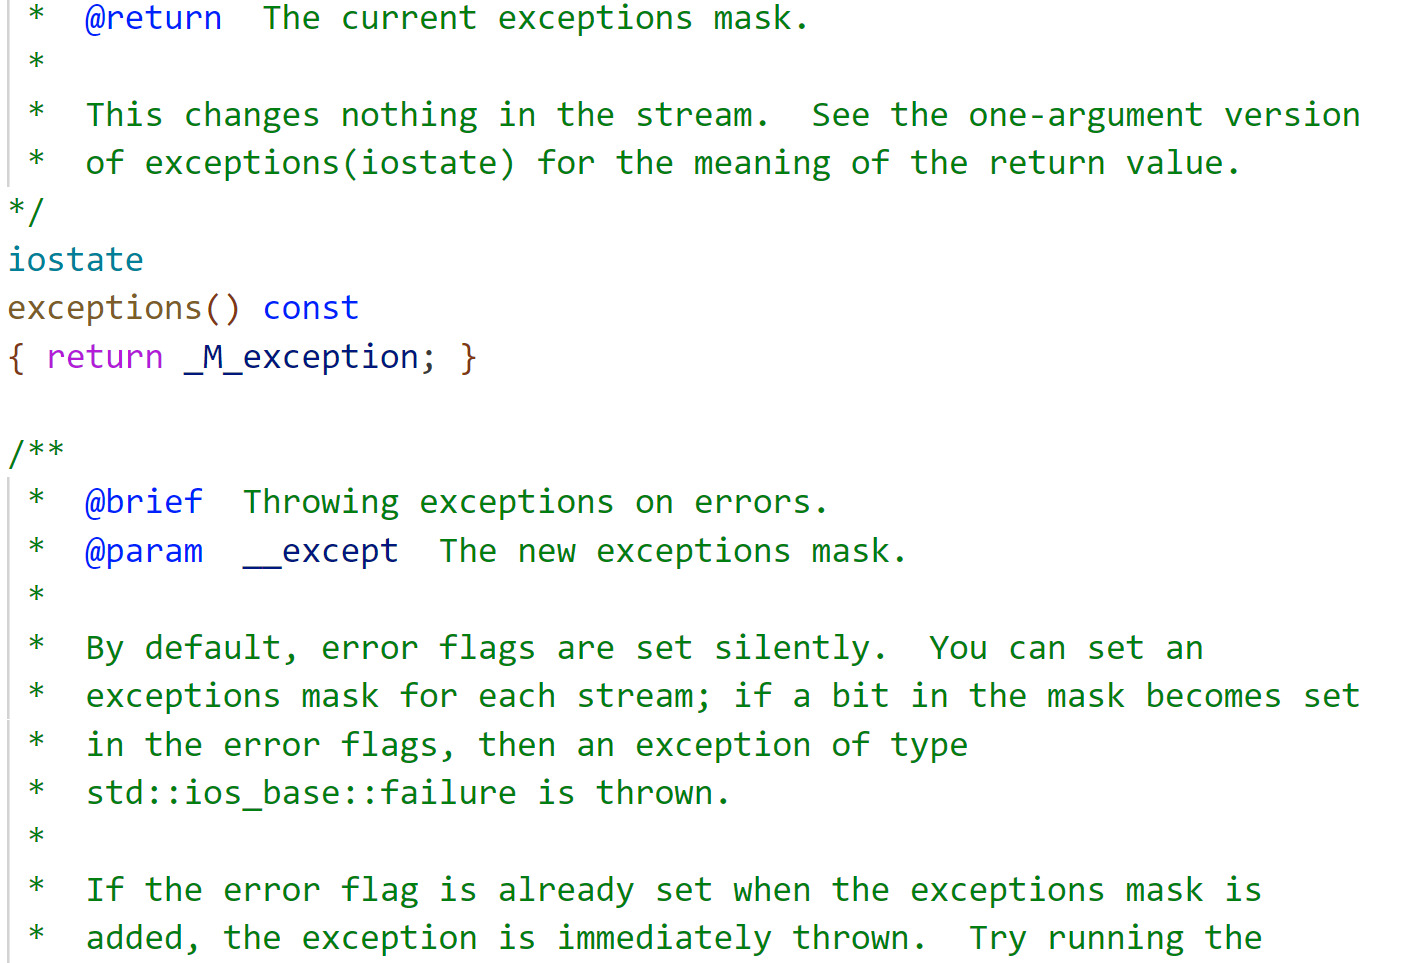 *  @return  The current exceptions mask.
*
*  This changes nothing in the stream.  See the one-argument version
*  of exceptions(iostate) for the meaning of the return value.
*/
iostate
exceptions() const
{ return _M_exception; }
/**
*  @brief  Throwing exceptions on errors.
*  @param  __except  The new exceptions mask.
*
*  By default, error flags are set silently.  You can set an
*  exceptions mask for each stream; if a bit in the mask becomes set
*  in the error flags, then an exception of type
*  std::ios_base::failure is thrown.
*
*  If the error flag is already set when the exceptions mask is
*  added, the exception is immediately thrown.  Try running the